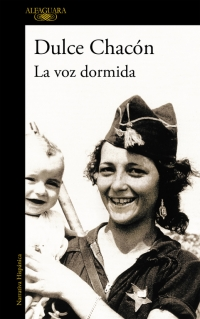 ALFAGUARA
Dulce Chacón
La voz dormida
Narrativa Hispánica